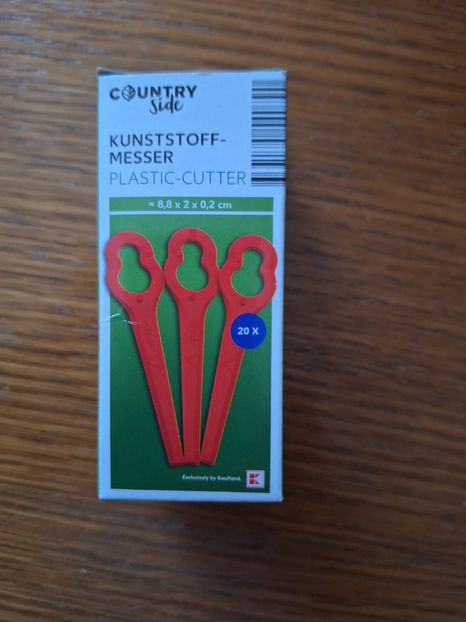 COUNTRY
Side
KUNSTSTOFF-
MESSER
PLASTIC-CUTTER
≈ 8,8 x 2 x 0,2 cm
20 X
Exclusively by Kaufland.
K